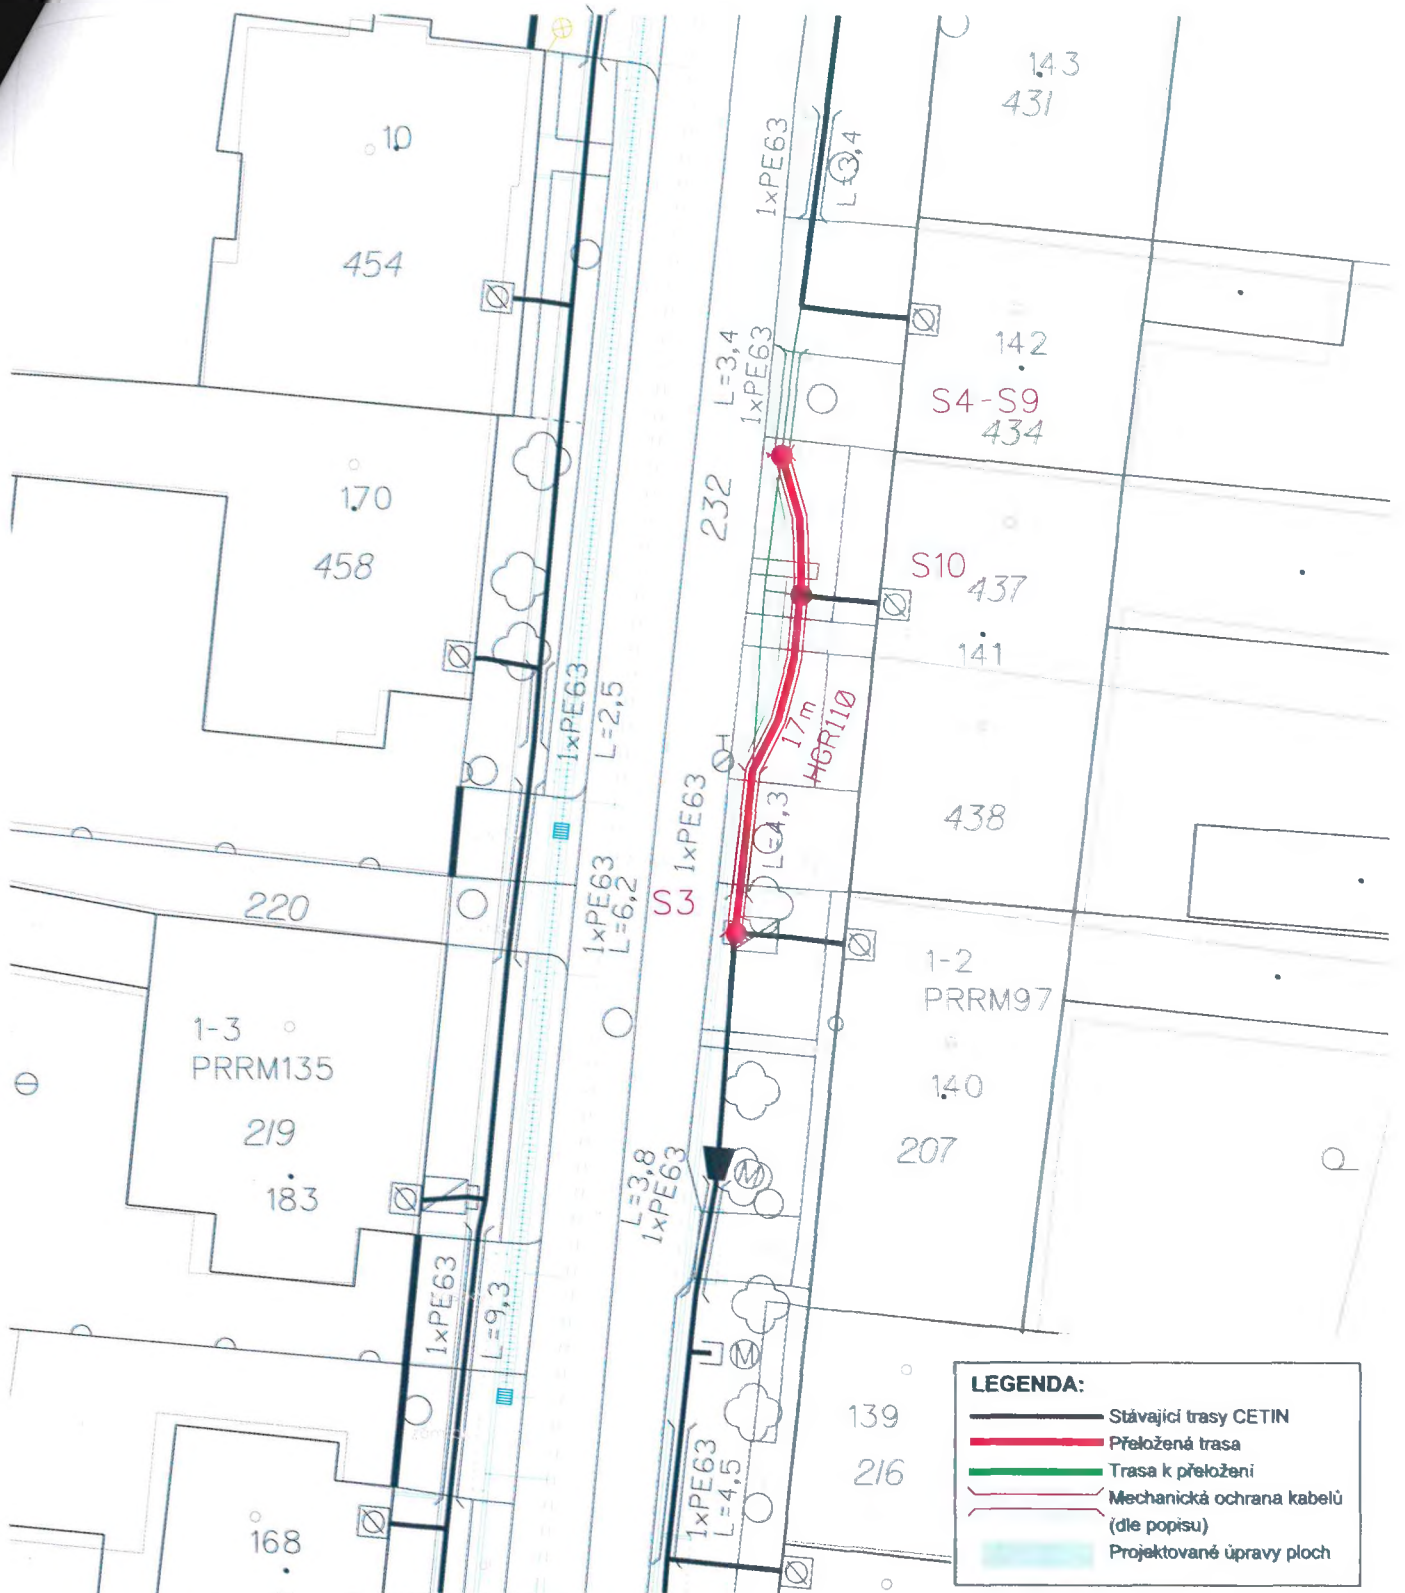 143
431
10
1xPE63
L=3,4
454
142
L=3,4
1xPE63
S4-S9
434
170
458
232
S10
437
141
1xPE63
L=2,5
17m
HGR110
438
1xPE63
L=4,3
1xPE63
L=6,2
S3
220
1-2
PRRM97
1-3
PRRM135
219
183
140
207
L=3,8
1xPE63
M
1xPE63
L=9,3
M
139
216
1xPE63
L=4,5
168
LEGENDA:
Stávající trasy CETIN
Přeložená trasa
Trasa k přeložení
Mechanická ochrana kabelů
(dle popisu)
Projektované úpravy ploch